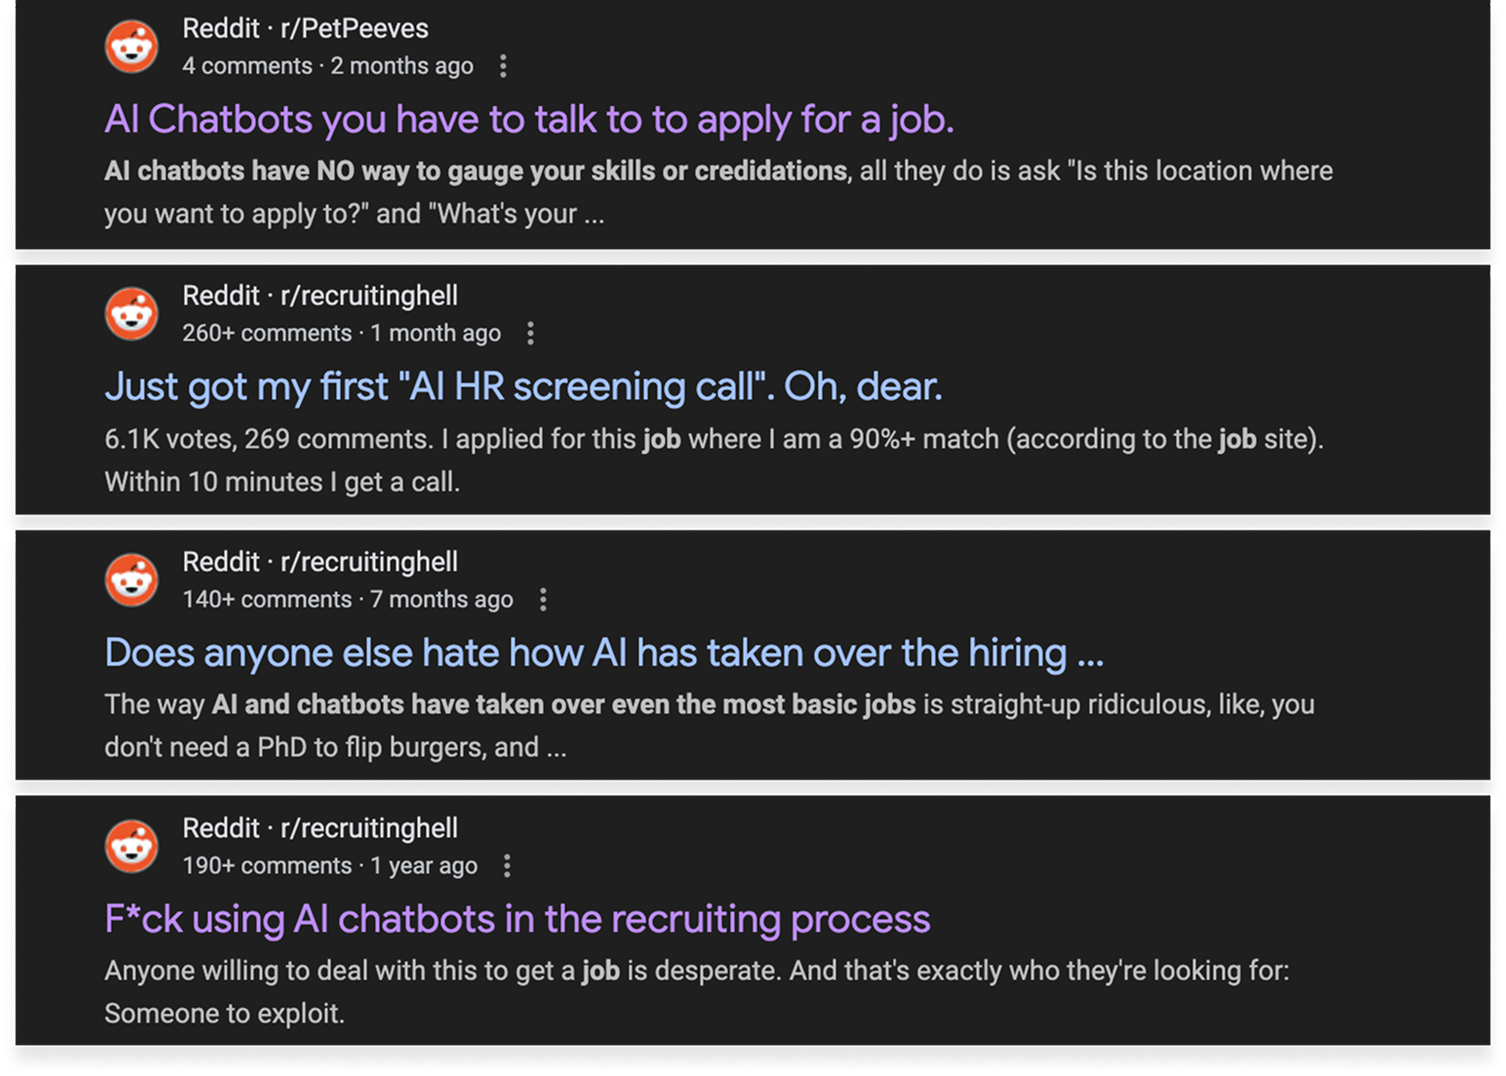 Reddit · r/PetPeeves
4 comments · 2 months ago
AI Chatbots you have to talk to to apply for a job.
AI chatbots have NO way to gauge your skills or credidations, all they do is ask "Is this location where
you want to apply to?" and "What's your ...
Reddit · r/recruitinghell
260+ comments · 1 month ago
Just got my first "AI HR screening call". Oh, dear.
6.1K votes, 269 comments. I applied for this job where I am a 90%+ match (according to the job site).
Within 10 minutes I get a call.
Reddit · r/recruitinghell
140+ comments · 7 months ago
Does anyone else hate how AI has taken over the hiring ...
The way AI and chatbots have taken over even the most basic jobs is straight-up ridiculous, like, you
don't need a PhD to flip burgers, and ...
Reddit · r/recruitinghell
190+ comments · 1 year ago
F*ck using AI chatbots in the recruiting process
Anyone willing to deal with this to get a job is desperate. And that's exactly who they're looking for:
Someone to exploit.